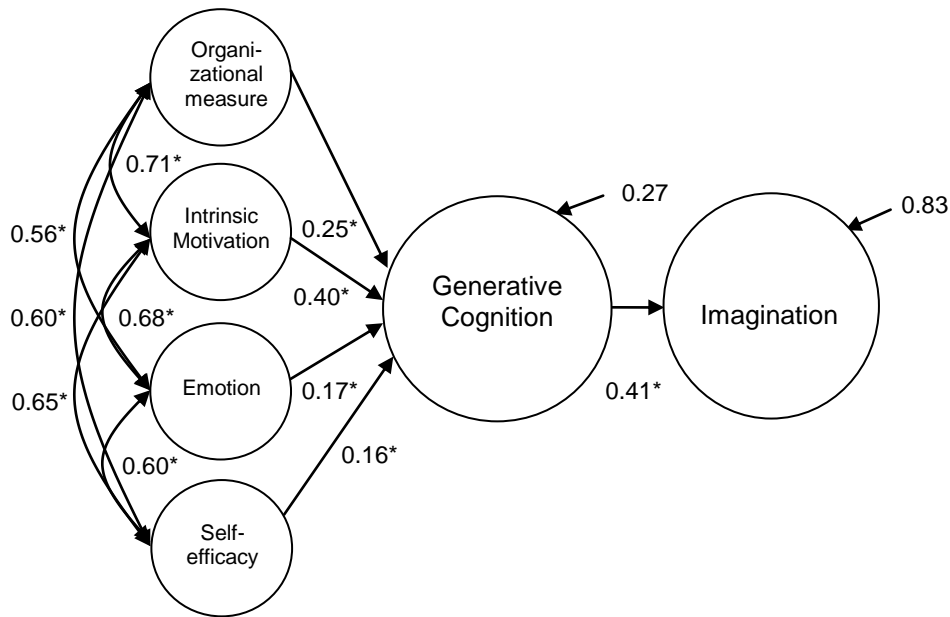 Organi-
zational
measure
0.71*
0.27
0.83
Intrinsic
Motivation
0.25*
0.56*
0.40*
Generative
Cognition
Imagination
0.60*
0.68*
Emotion
0.17*
0.41*
0.65*
0.60*
0.16*
Self-
efficacy